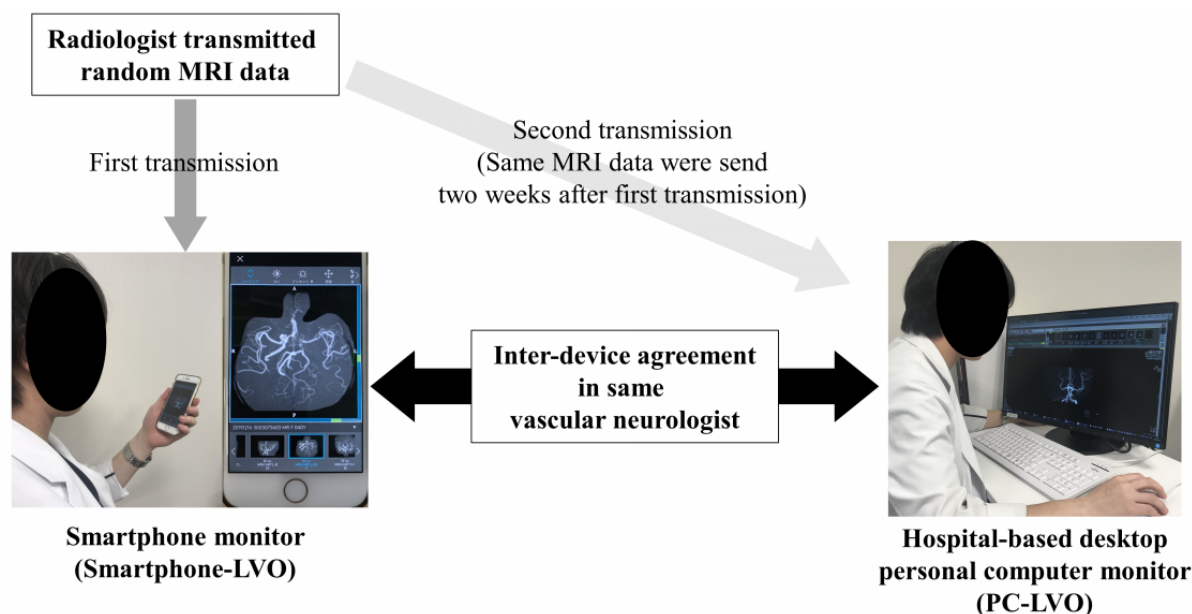 Radiologist transmitted
random MRI data
First transmission
Second transmission
(Same MRI data were send
two weeks after first transmission)
A
P
Inter-device agreement
in same
vascular neurologist
Smartphone monitor
(Smartphone-LVO)
Hospital-based desktop
personal computer monitor
(PC-LVO)